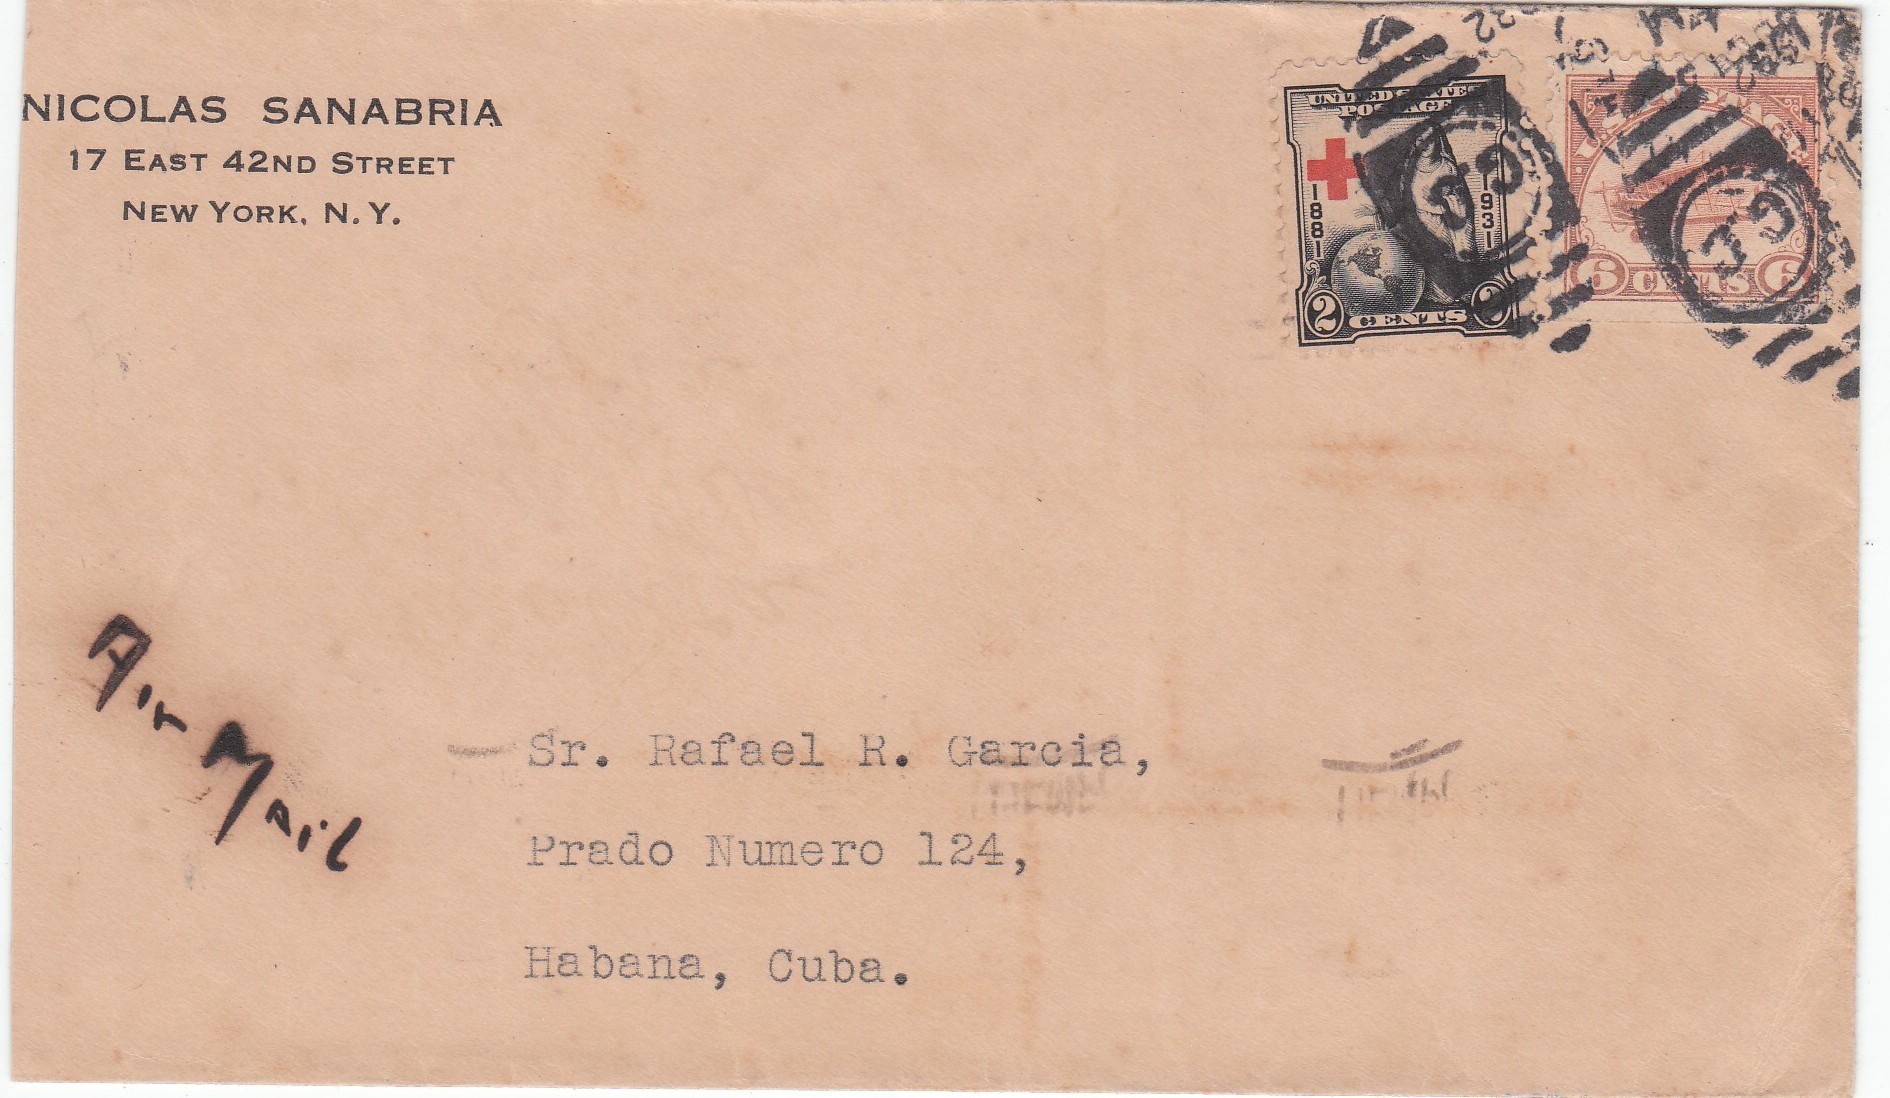 NICOLAS SANABRIA
17 EAST 42ND STREET
NEW YORK, N.Y.
UNITED STATES
POSTAGE
1881
1931
2 CENTS 2
6 CENTS 6
Air Mail
Sr. Rafael R. Garcia,
Prado Numero 124,
Habana, Cuba.